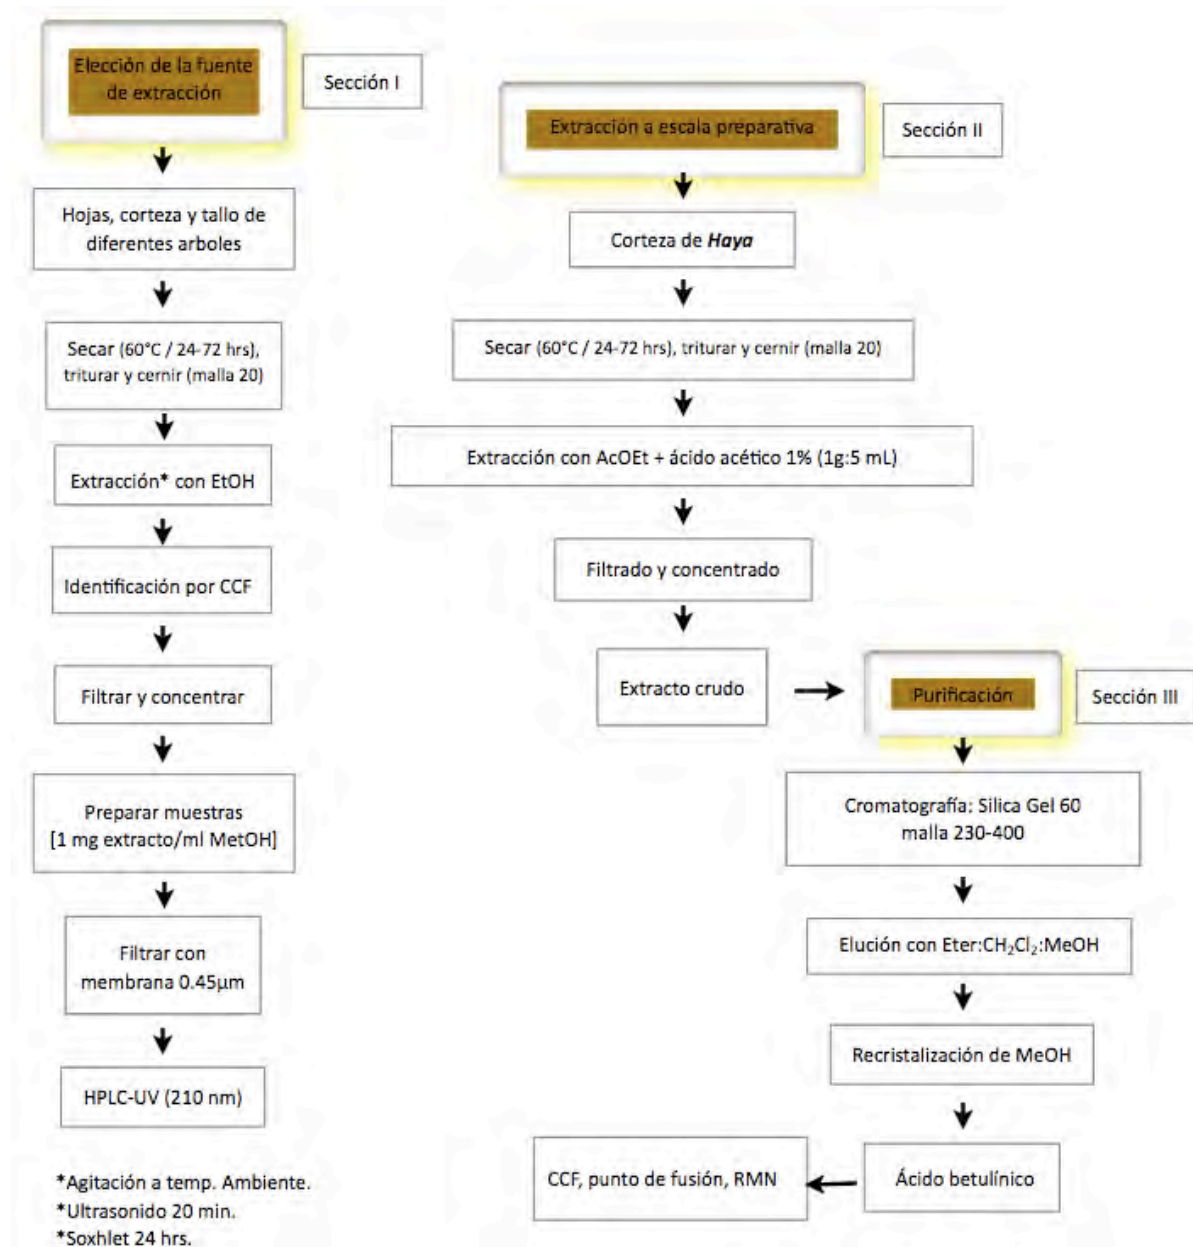 Elección de la fuente
de extracción
Sección I
Hojas, corteza y tallo de
diferentes arboles
Secar (60°C / 24-72 hrs),
triturar y cernir (malla 20)
Extracción* con EtOH
Identificación por CCF
Filtrar y concentrar
Preparar muestras
[1 mg extracto/ml MetOH]
Filtrar con
membrana 0.45µm
HPLC-UV (210 nm)
*Agitación a temp. Ambiente.
*Ultrasonido 20 min.
*Soxhlet 24 hrs.
Extracción a escala preparativa
Sección II
Corteza de Haya
Secar (60°C / 24-72 hrs), triturar y cernir (malla 20)
Extracción con AcOEt + ácido acético 1% (1g:5 mL)
Filtrado y concentrado
Extracto crudo
Purificación
Sección III
Cromatografía: Silica Gel 60
malla 230-400
Elución con Eter:CH₂Cl₂:MeOH
Recristalización de MeOH
Ácido betulínico
CCF, punto de fusión, RMN